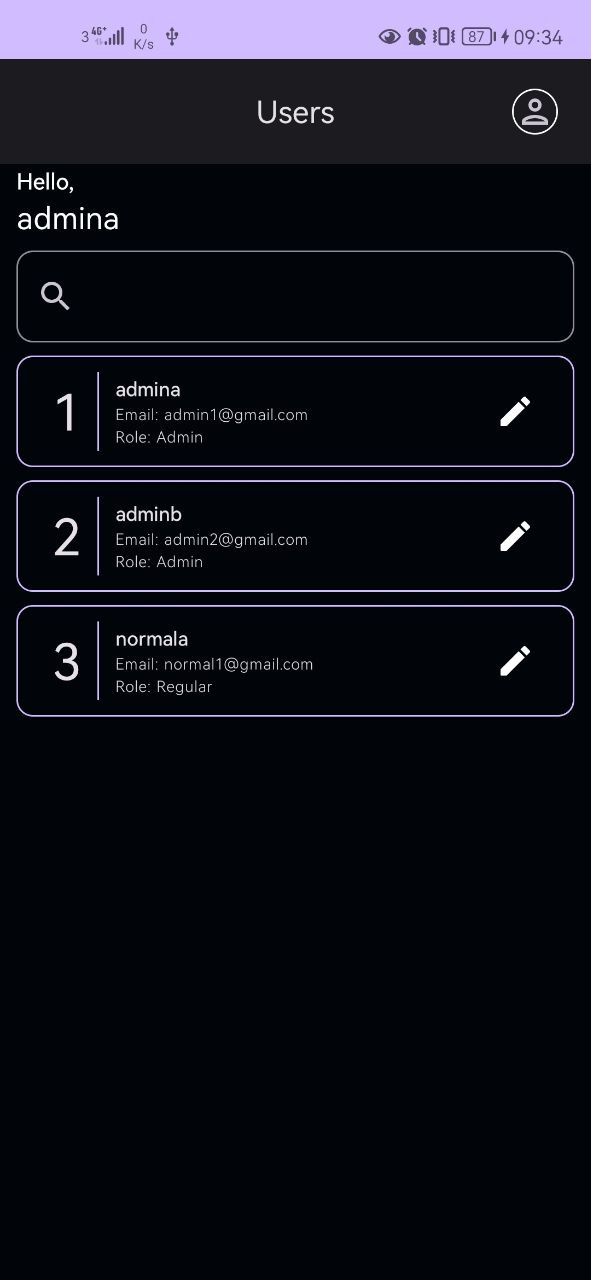 3 4G+ 0 K/s 87 09:34
Users
Hello,
admina
1
admina
Email: admin1@gmail.com
Role: Admin
2
adminb
Email: admin2@gmail.com
Role: Admin
3
normala
Email: normal1@gmail.com
Role: Regular